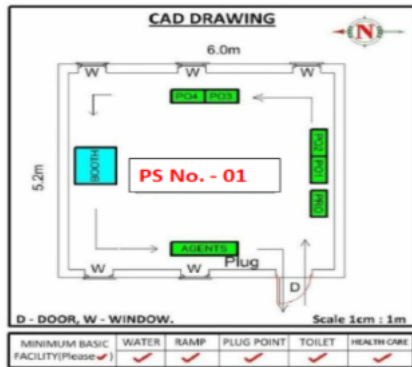 CAD DRAWING
N
6.0m
W W W
PO4 PO3
5.2m
BOOTH
PS No. - 01
PO2
PO1
PRO
AGENTS
Plug
W W
D
D - DOOR, W - WINDOW. Scale 1cm : 1m
MINIMUM BASIC FACILITY(Please ✓) WATER RAMP PLUG POINT TOILET HEALTH CARE
✓ ✓ ✓ ✓ ✓